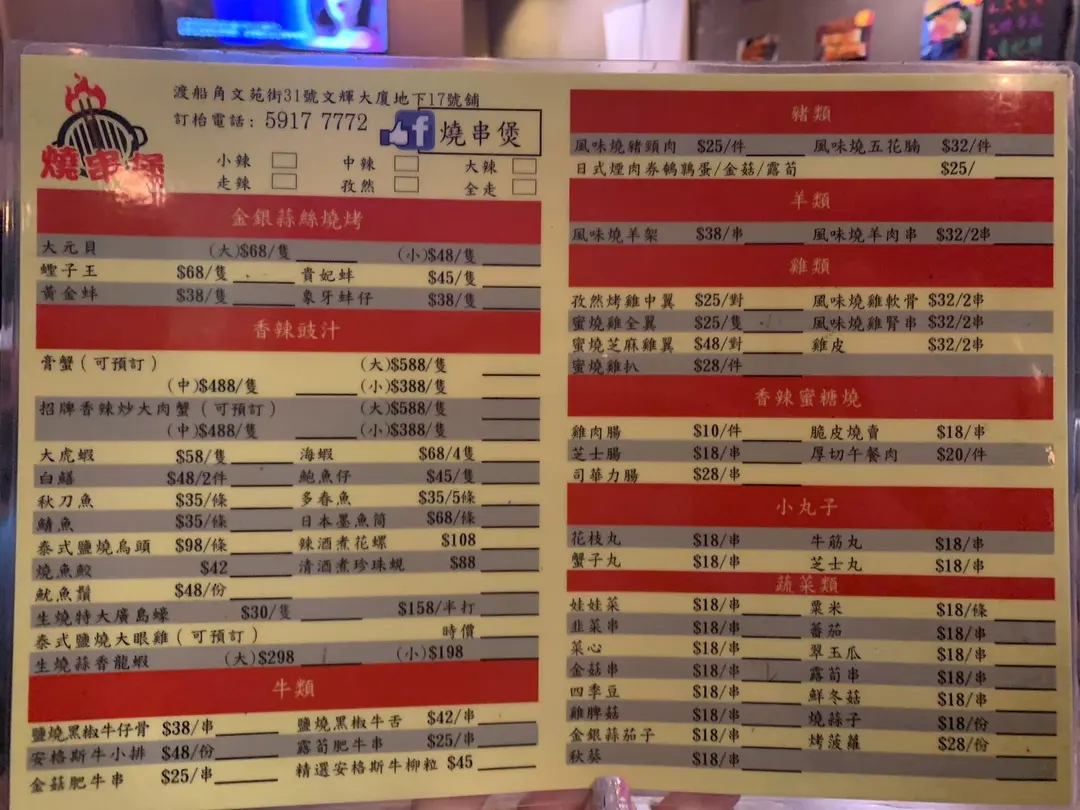 燒串煲
渡船角文苑街31號文輝大廈地下17號舖
訂枱電話: 5917 7772
f 燒串煲
小辣 中辣 大辣
走辣 孜然 全走
金銀蒜絲燒烤
大元貝 (大)$68/隻 (小)$48/隻
蟶子王 $68/隻 貴妃蚌 $45/隻
黃金蚌 $38/隻 象牙蚌仔 $38/隻
香辣豉汁
膏蟹(可預訂) (大)$588/隻
(中)$488/隻 (小)$388/隻
招牌香辣炒大肉蟹(可預訂) (大)$588/隻
(中)$488/隻 (小)$388/隻
大虎蝦 $58/隻 海蝦 $68/4隻
白鱔 $48/2件 鮑魚仔 $45/隻
秋刀魚 $35/條 多春魚 $35/5條
鯖魚 $35/條 日本墨魚筒 $68/條
泰式鹽燒烏頭 $98/條 辣酒煮花螺 $108
燒魚鮫 $42 清酒煮珍珠蜆 $88
魷魚鬚 $48/份
生燒特大廣島蠔 $30/隻 $158/半打
泰式鹽燒大眼雞(可預訂) 時價
生燒蒜香龍蝦 (大)$298 (小)$198
牛類
鹽燒黑椒牛仔骨 $38/串 鹽燒黑椒牛舌 $42/串
安格斯牛小排 $48/份 露筍肥牛串 $25/串
金菇肥牛串 $25/串 精選安格斯牛柳粒 $45
豬類
風味燒豬頸肉 $25/件 風味燒五花腩 $32/件
日式煙肉券鵪鶉蛋/金菇/露筍 $25/
羊類
風味燒羊架 $38/串 風味燒羊肉串 $32/2串
雞類
孜然烤雞中翼 $25/對 風味燒雞軟骨 $32/2串
蜜燒雞全翼 $25/隻 風味燒雞腎串 $32/2串
蜜燒芝麻雞翼 $48/對 雞皮 $32/2串
蜜燒雞扒 $28/件
香辣蜜糖燒
雞肉腸 $10/件 脆皮燒賣 $18/串
芝士腸 $18/串 厚切午餐肉 $20/件
司華力腸 $28/串
小丸子
花枝丸 $18/串 牛筋丸 $18/串
蟹子丸 $18/串 芝士丸 $18/串
蔬菜類
娃娃菜 $18/串 粟米 $18/條
韭菜串 $18/串 蕃茄 $18/串
菜心 $18/串 翠玉瓜 $18/串
金菇串 $18/串 露筍串 $18/串
四季豆 $18/串 鮮冬菇 $18/串
雞脾菇 $18/串 燒蒜子 $18/份
金銀蒜茄子 $18/串 烤菠蘿 $28/份
秋葵 $18/串